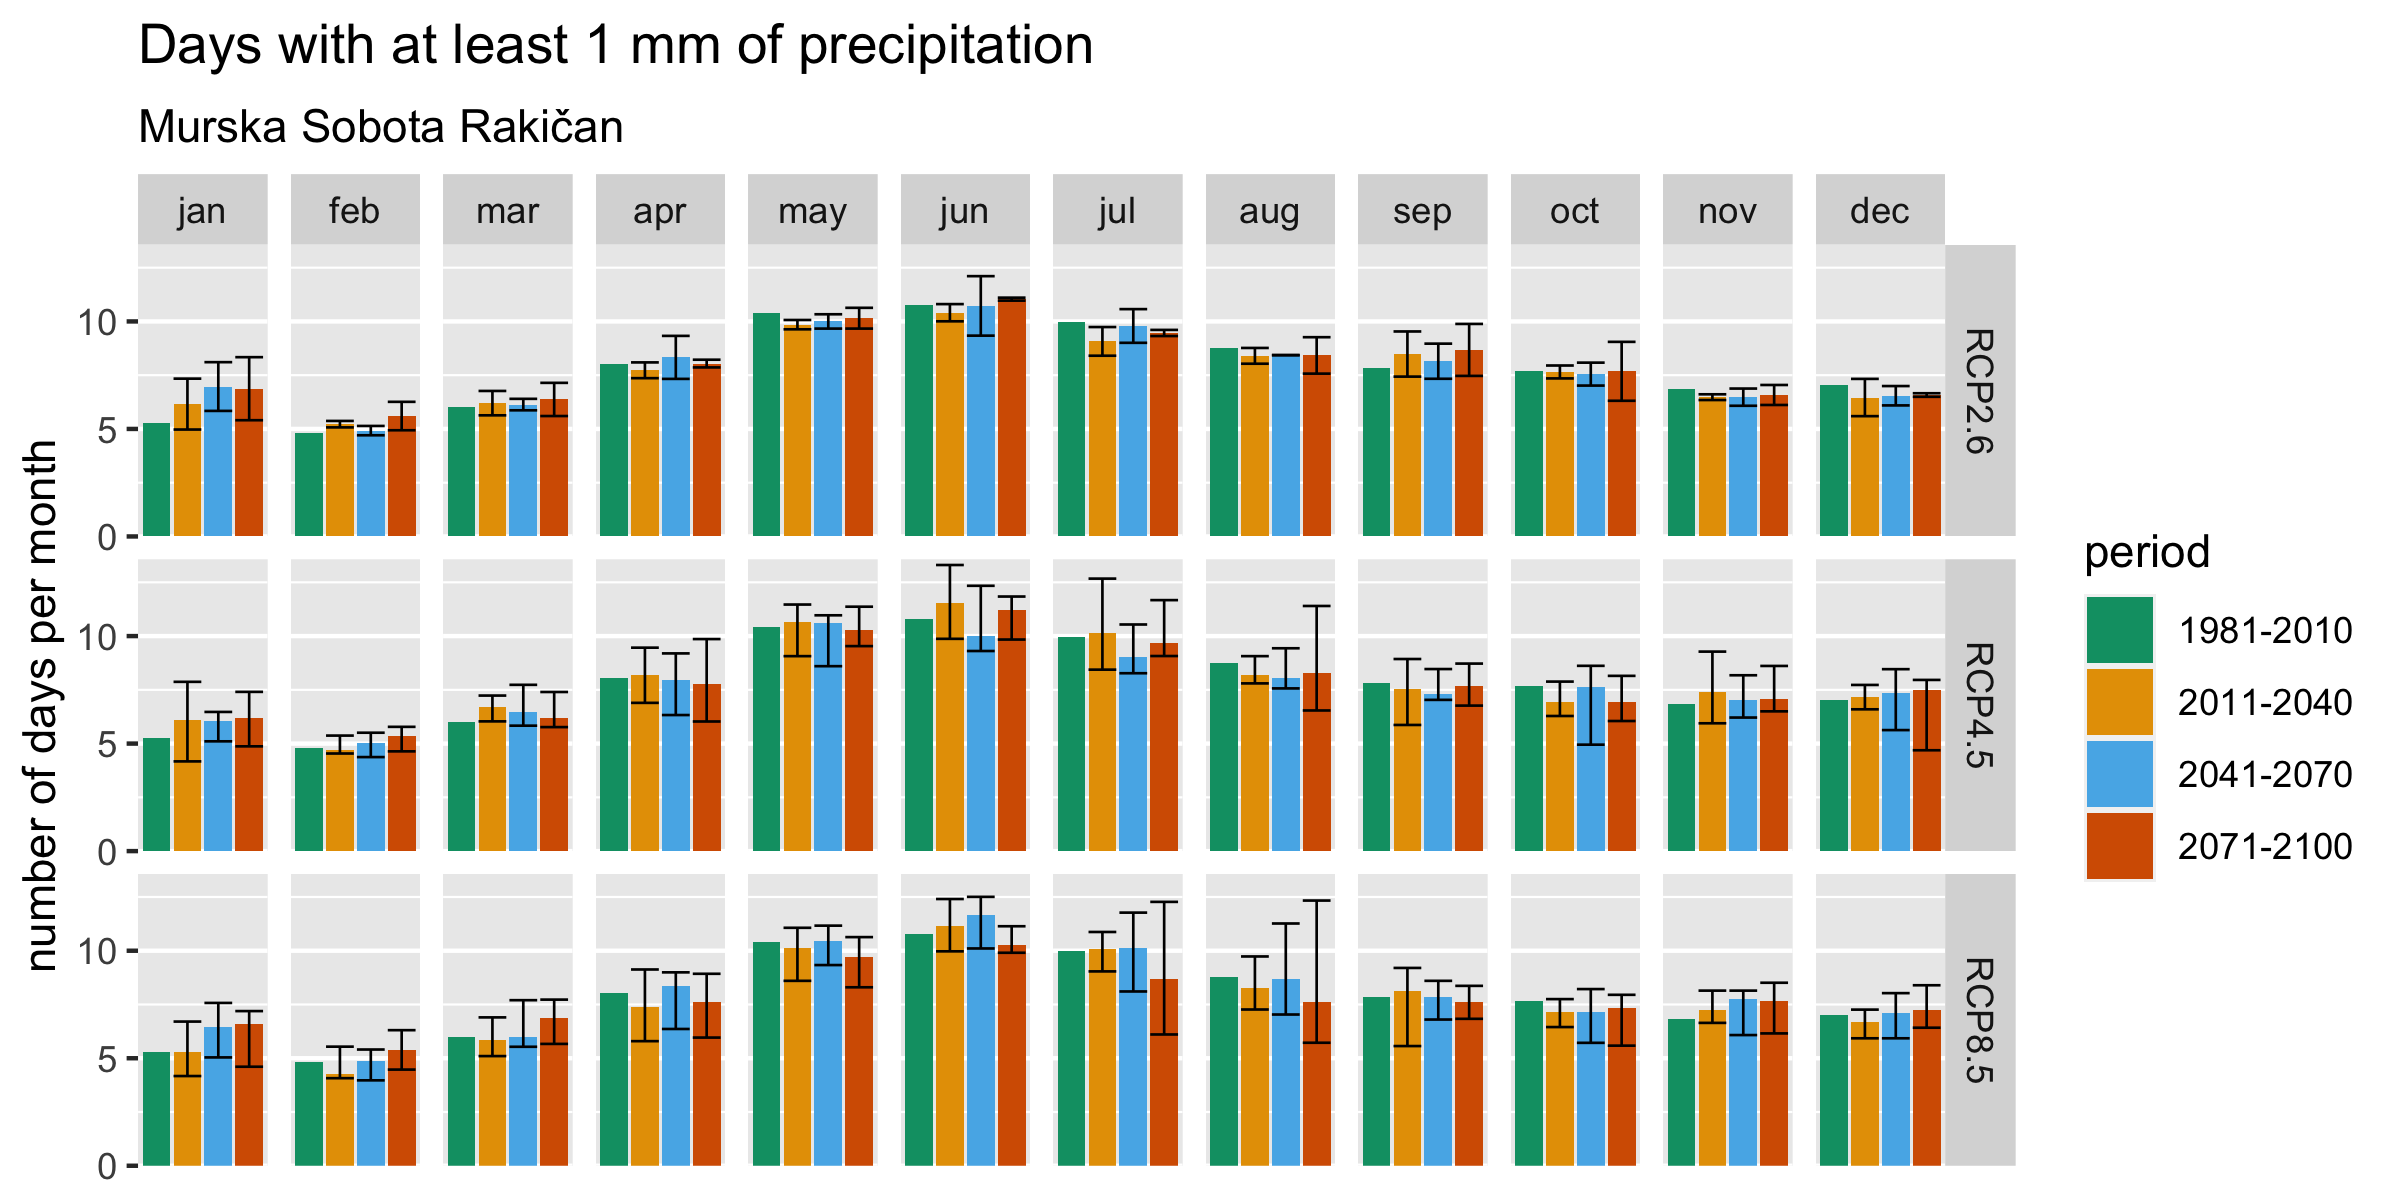 Days with at least 1 mm of precipitation
Murska Sobota Rakičan
jan feb mar apr may jun jul aug sep oct nov dec
10
5
0
RCP2.6
10
5
0
RCP4.5
10
5
0
RCP8.5
number of days per month
period
1981-2010
2011-2040
2041-2070
2071-2100